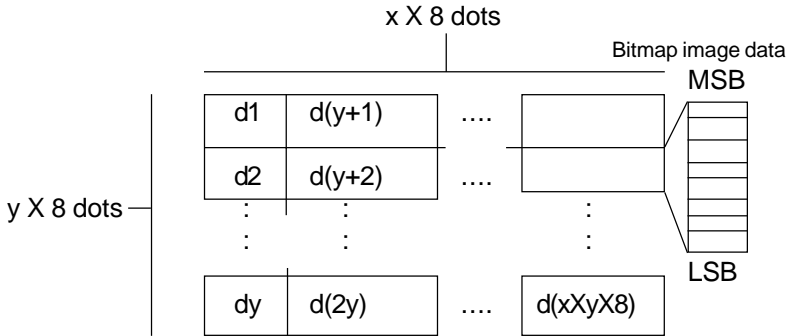 x X 8 dots
Bitmap image data
MSB
d1 d(y+1) ....
d2 d(y+2) ....
y X 8 dots
: : :
: : :
LSB
dy d(2y) .... d(xXyX8)